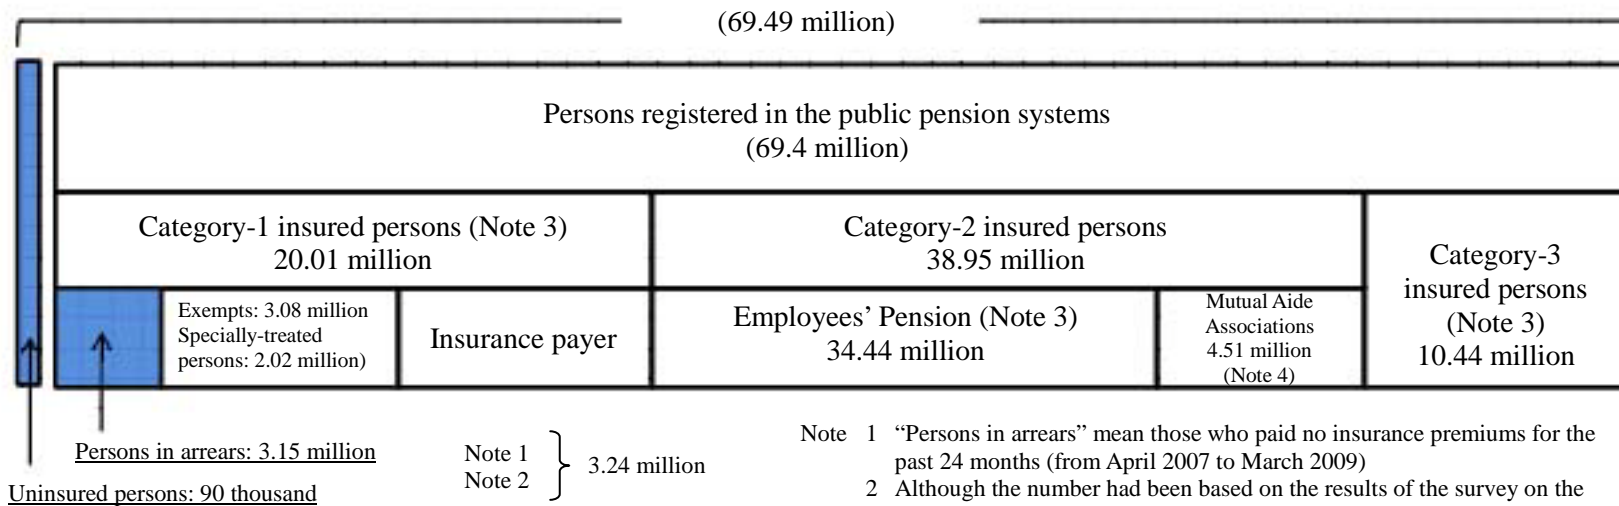 (69.49 million)
Persons registered in the public pension systems
(69.4 million)
Category-1 insured persons (Note 3)
20.01 million
Category-2 insured persons
38.95 million
Category-3
insured persons
(Note 3)
10.44 million
Exempts: 3.08 million
Specially-treated
persons: 2.02 million)
Insurance payer
Employees’ Pension (Note 3)
34.44 million
Mutual Aide
Associations
4.51 million
(Note 4)
Persons in arrears: 3.15 million
Uninsured persons: 90 thousand
Note 1
Note 2
3.24 million
Note 1 “Persons in arrears” mean those who paid no insurance premiums for the
past 24 months (from April 2007 to March 2009)
2 Although the number had been based on the results of the survey on the